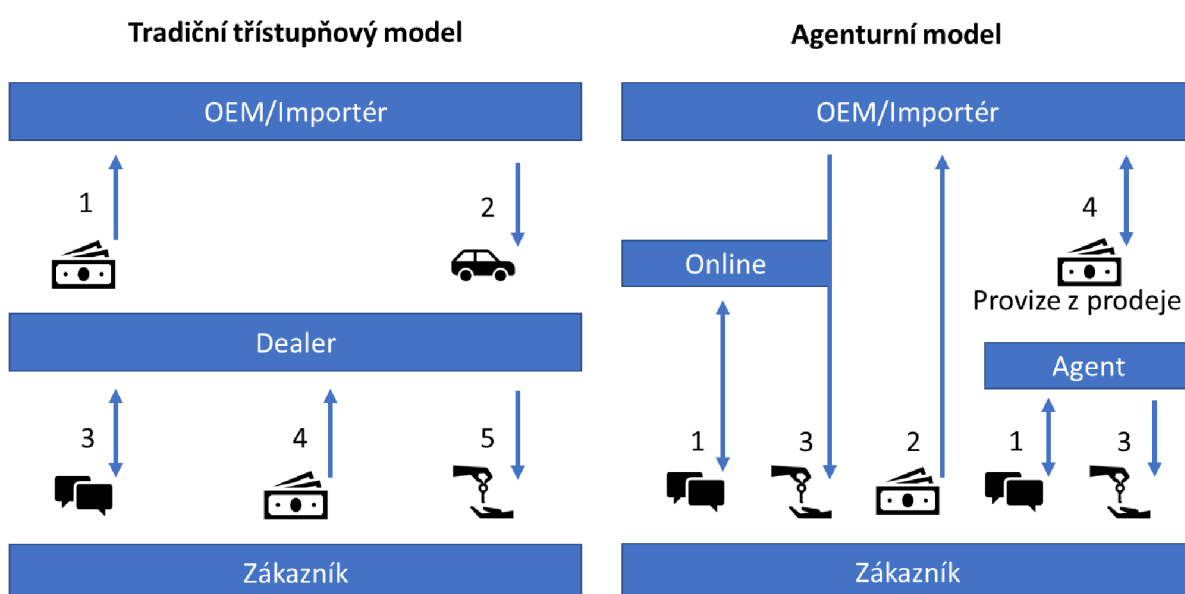 Tradiční třístupňový model
OEM/Importér
1
2
Dealer
3
4
5
Zákazník
Agenturní model
OEM/Importér
4
Online
Provize z prodeje
Agent
1
3
2
1
3
Zákazník